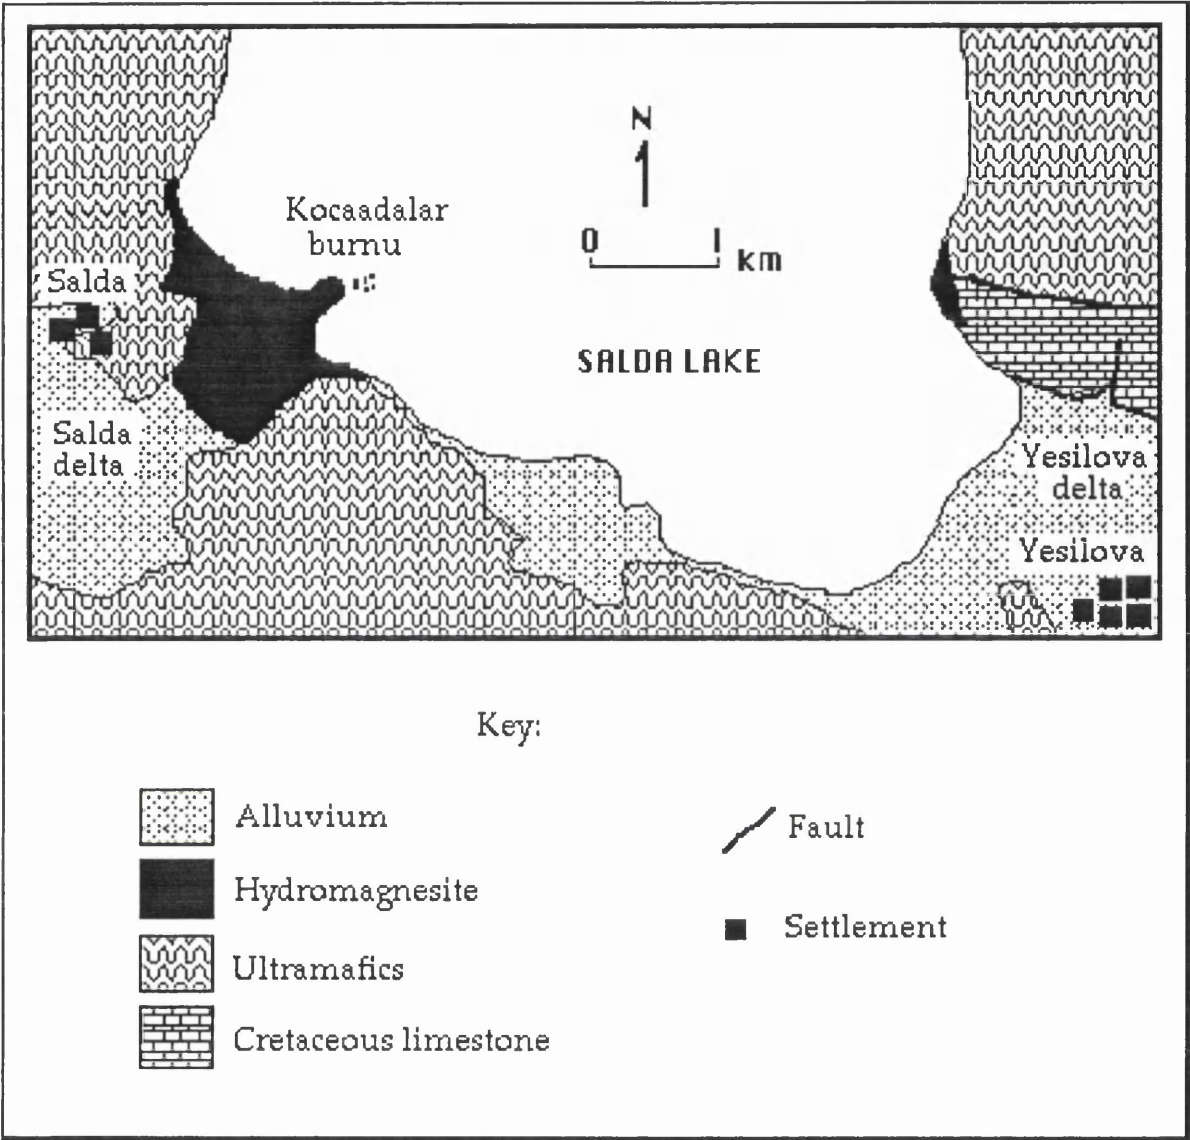 N
Kocaadalar
burnu
0 1 km
Salda
SALDA LAKE
Salda
delta
Yesilova
delta
Yesilova
Key:
Alluvium
Fault
Hydromagnesite
Settlement
Ultramafics
Cretaceous limestone